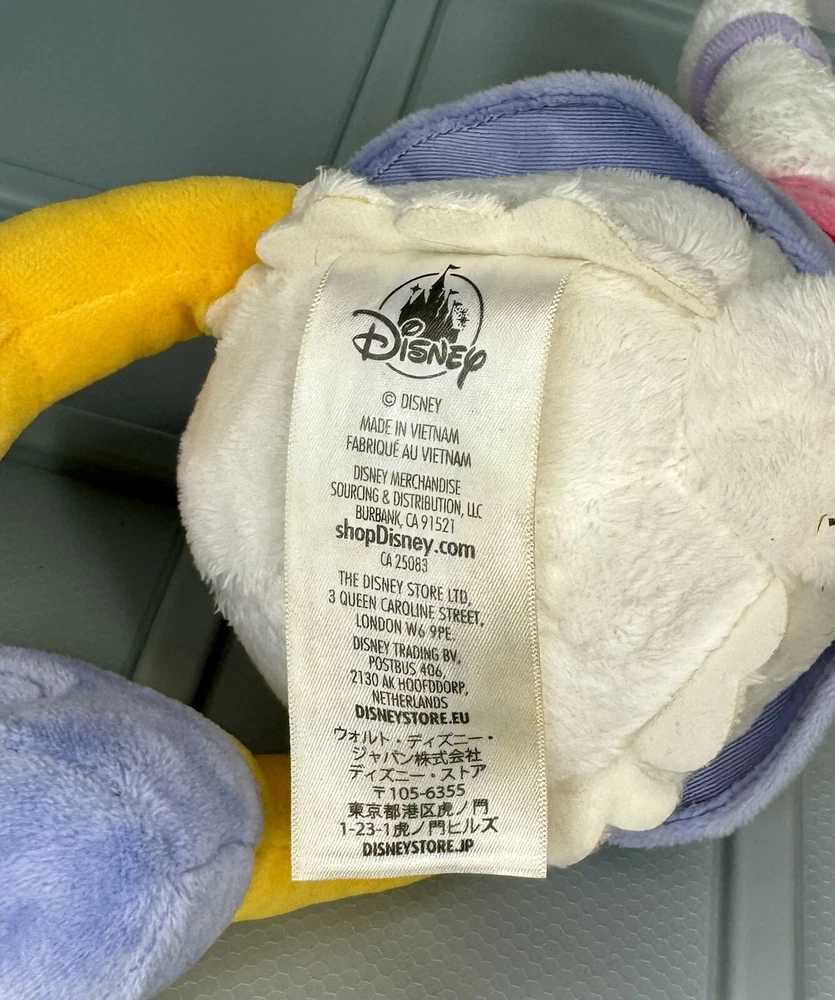 Disney
© DISNEY
MADE IN VIETNAM
FABRIQUÉ AU VIETNAM
DISNEY MERCHANDISE
SOURCING & DISTRIBUTION, LLC
BURBANK, CA 91521
shopDisney.com
CA 25083
THE DISNEY STORE LTD,
3 QUEEN CAROLINE STREET,
LONDON W6 9PE.
DISNEY TRADING BV,
POSTBUS 406,
2130 AK HOOFDDORP,
NETHERLANDS
DISNEYSTORE.EU
ウォルト・ディズニー・
ジャパン株式会社
ディズニー・ストア
〒105-6355
東京都港区虎ノ門
1-23-1虎ノ門ヒルズ
DISNEYSTORE.JP